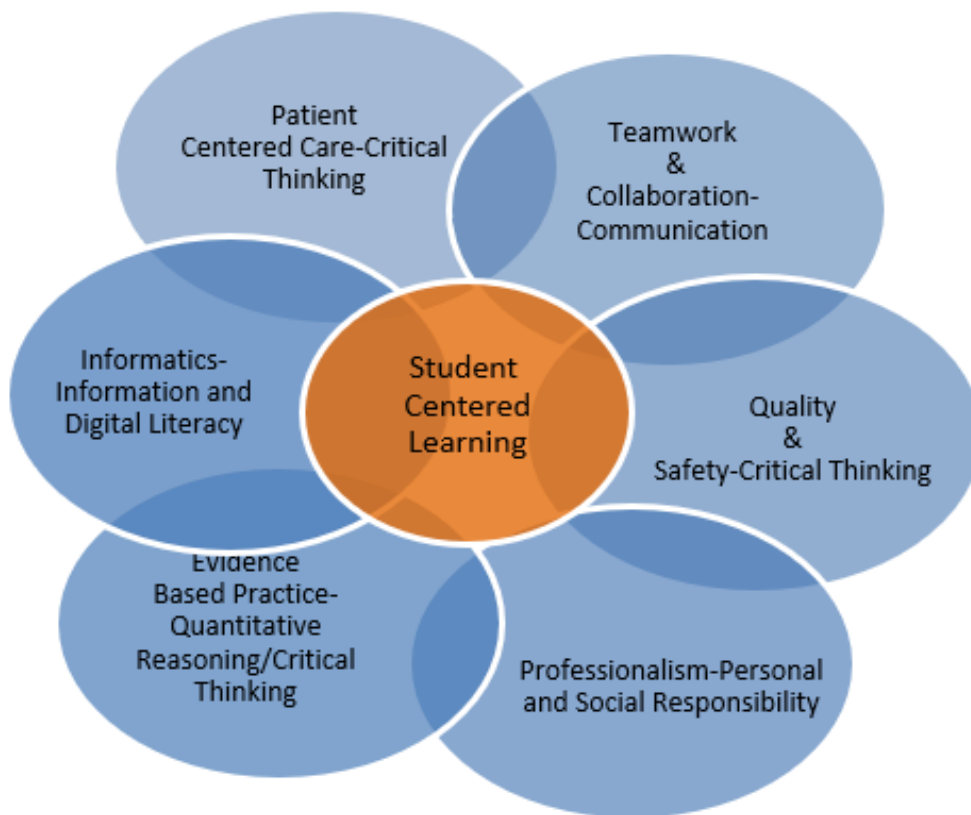 Patient
Centered Care-Critical
Thinking
Teamwork
&
Collaboration-
Communication
Informatics-
Information and
Digital Literacy
Student
Centered
Learning
Quality
&
Safety-Critical Thinking
Evidence
Based Practice-
Quantitative
Reasoning/Critical
Thinking
Professionalism-Personal
and Social Responsibility